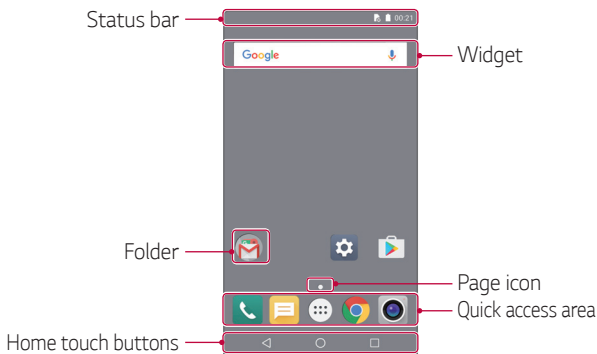 Status bar
00:21
Google
Widget
Folder
Page icon
Quick access area
Home touch buttons